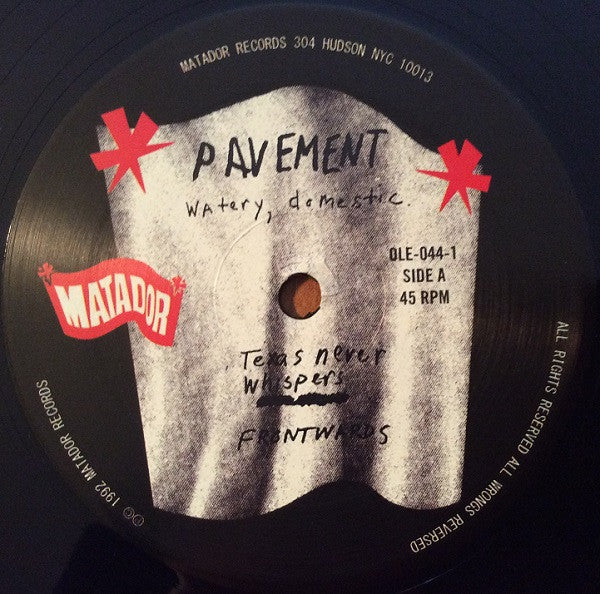 MATADOR RECORDS 304 HUDSON NYC 10013
PAVEMENT
watery, domestic.
OLE-044-1
SIDE A
45 RPM
MATADOR
Texas never
whispers
FRONTWARDS
℗© 1992 MATADOR RECORDS
ALL RIGHTS RESERVED ALL WRONGS REVERSED